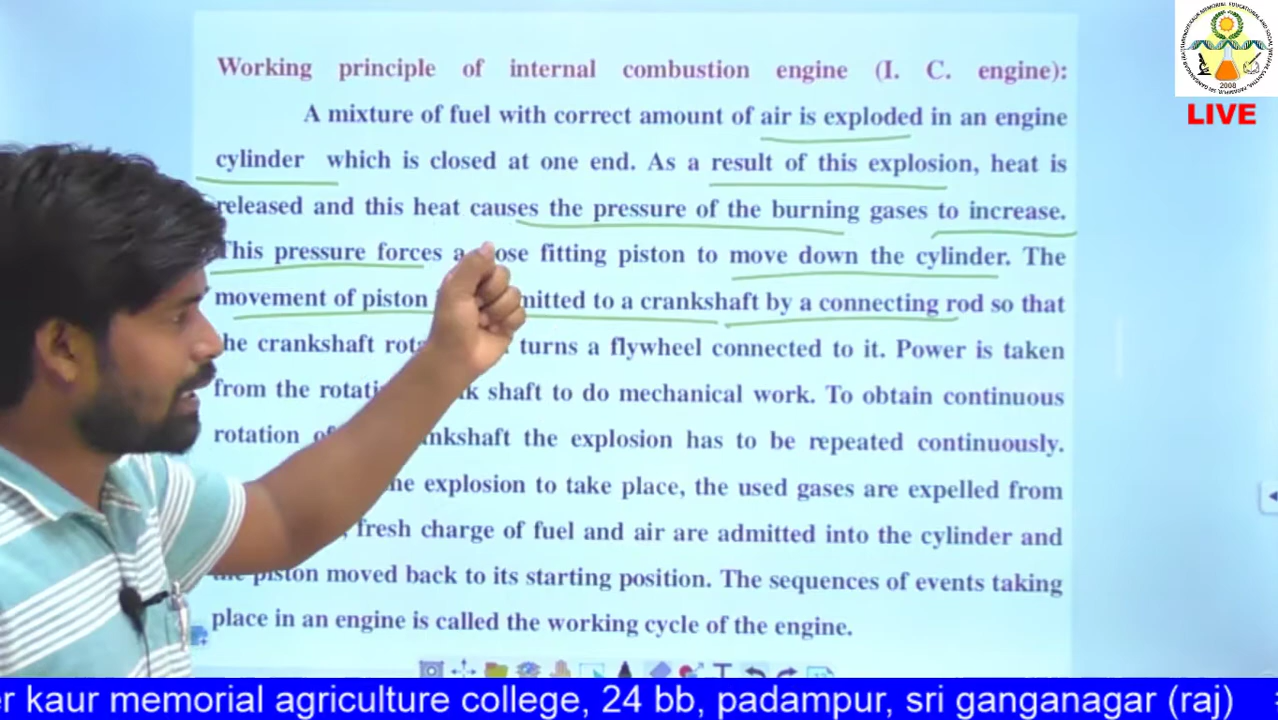 Working principle of internal combustion engine (I. C. engine):
A mixture of fuel with correct amount of air is exploded in an engine
cylinder which is closed at one end. As a result of this explosion, heat is
released and this heat causes the pressure of the burning gases to increase.
This pressure forces a fitting piston to move down the cylinder. The
movement of piston to a crankshaft by a connecting rod so that
crankshaft turns a flywheel connected to it. Power is taken
from the shaft to do mechanical work. To obtain continuous
rotation the explosion has to be repeated continuously.
explosion to take place, the used gases are expelled from
fresh charge of fuel and air are admitted into the cylinder and
piston moved back to its starting position. The sequences of events taking
place in an engine is called the working cycle of the engine.
2008
LIVE
kaur memorial agriculture college, 24 bb, padampur, sri ganganagar (raj)